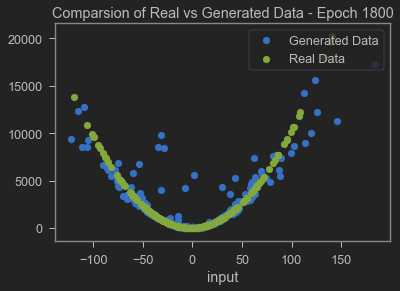 Comparsion of Real vs Generated Data - Epoch 1800
20000
15000
10000
5000
0
Generated Data
Real Data
−100 −50 0 50 100 150
input